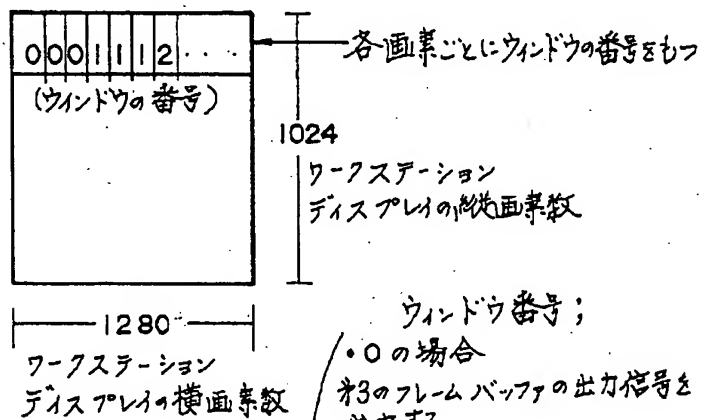 0 0 0 1 1 1 2 · · ·
各画素ごとにウィンドウの番号をもつ
(ウィンドウの番号)
1024
ワークステーション
ディスプレイの縦画素数
1280
ワークステーション
ディスプレイの横画素数
ウィンドウ番号;
・0の場合
第3のフレームバッファの出力信号を